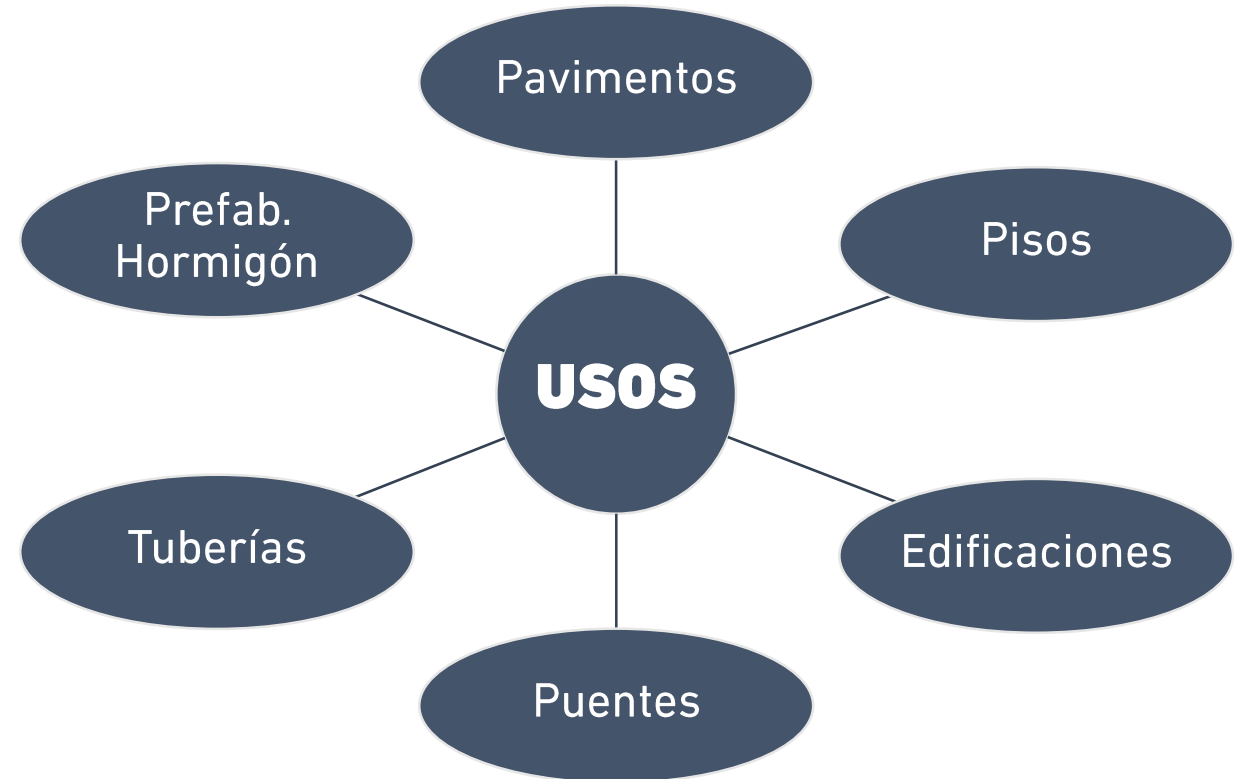 Pavimentos
Prefab.
Hormigón
Pisos
USOS
Tuberías
Edificaciones
Puentes